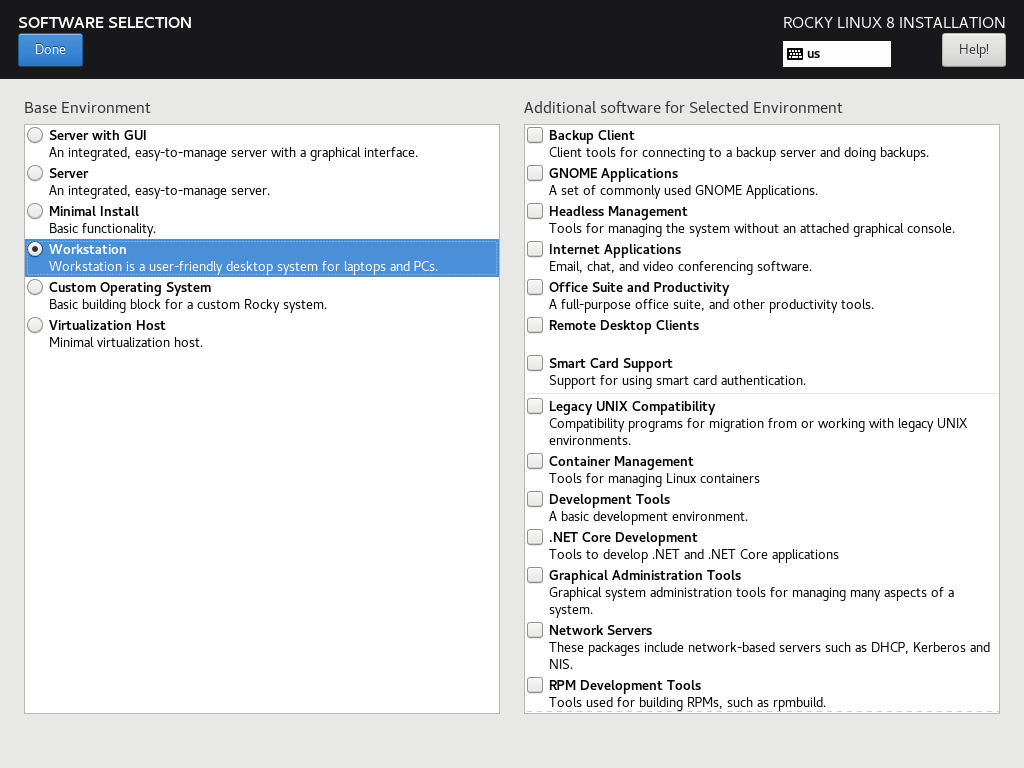 SOFTWARE SELECTION
ROCKY LINUX 8 INSTALLATION
Done
us
Help!
Base Environment
Server with GUI
An integrated, easy-to-manage server with a graphical interface.
Server
An integrated, easy-to-manage server.
Minimal Install
Basic functionality.
Workstation
Workstation is a user-friendly desktop system for laptops and PCs.
Custom Operating System
Basic building block for a custom Rocky system.
Virtualization Host
Minimal virtualization host.
Additional software for Selected Environment
Backup Client
Client tools for connecting to a backup server and doing backups.
GNOME Applications
A set of commonly used GNOME Applications.
Headless Management
Tools for managing the system without an attached graphical console.
Internet Applications
Email, chat, and video conferencing software.
Office Suite and Productivity
A full-purpose office suite, and other productivity tools.
Remote Desktop Clients
Smart Card Support
Support for using smart card authentication.
Legacy UNIX Compatibility
Compatibility programs for migration from or working with legacy UNIX
environments.
Container Management
Tools for managing Linux containers
Development Tools
A basic development environment.
.NET Core Development
Tools to develop .NET and .NET Core applications
Graphical Administration Tools
Graphical system administration tools for managing many aspects of a
system.
Network Servers
These packages include network-based servers such as DHCP, Kerberos and
NIS.
RPM Development Tools
Tools used for building RPMs, such as rpmbuild.